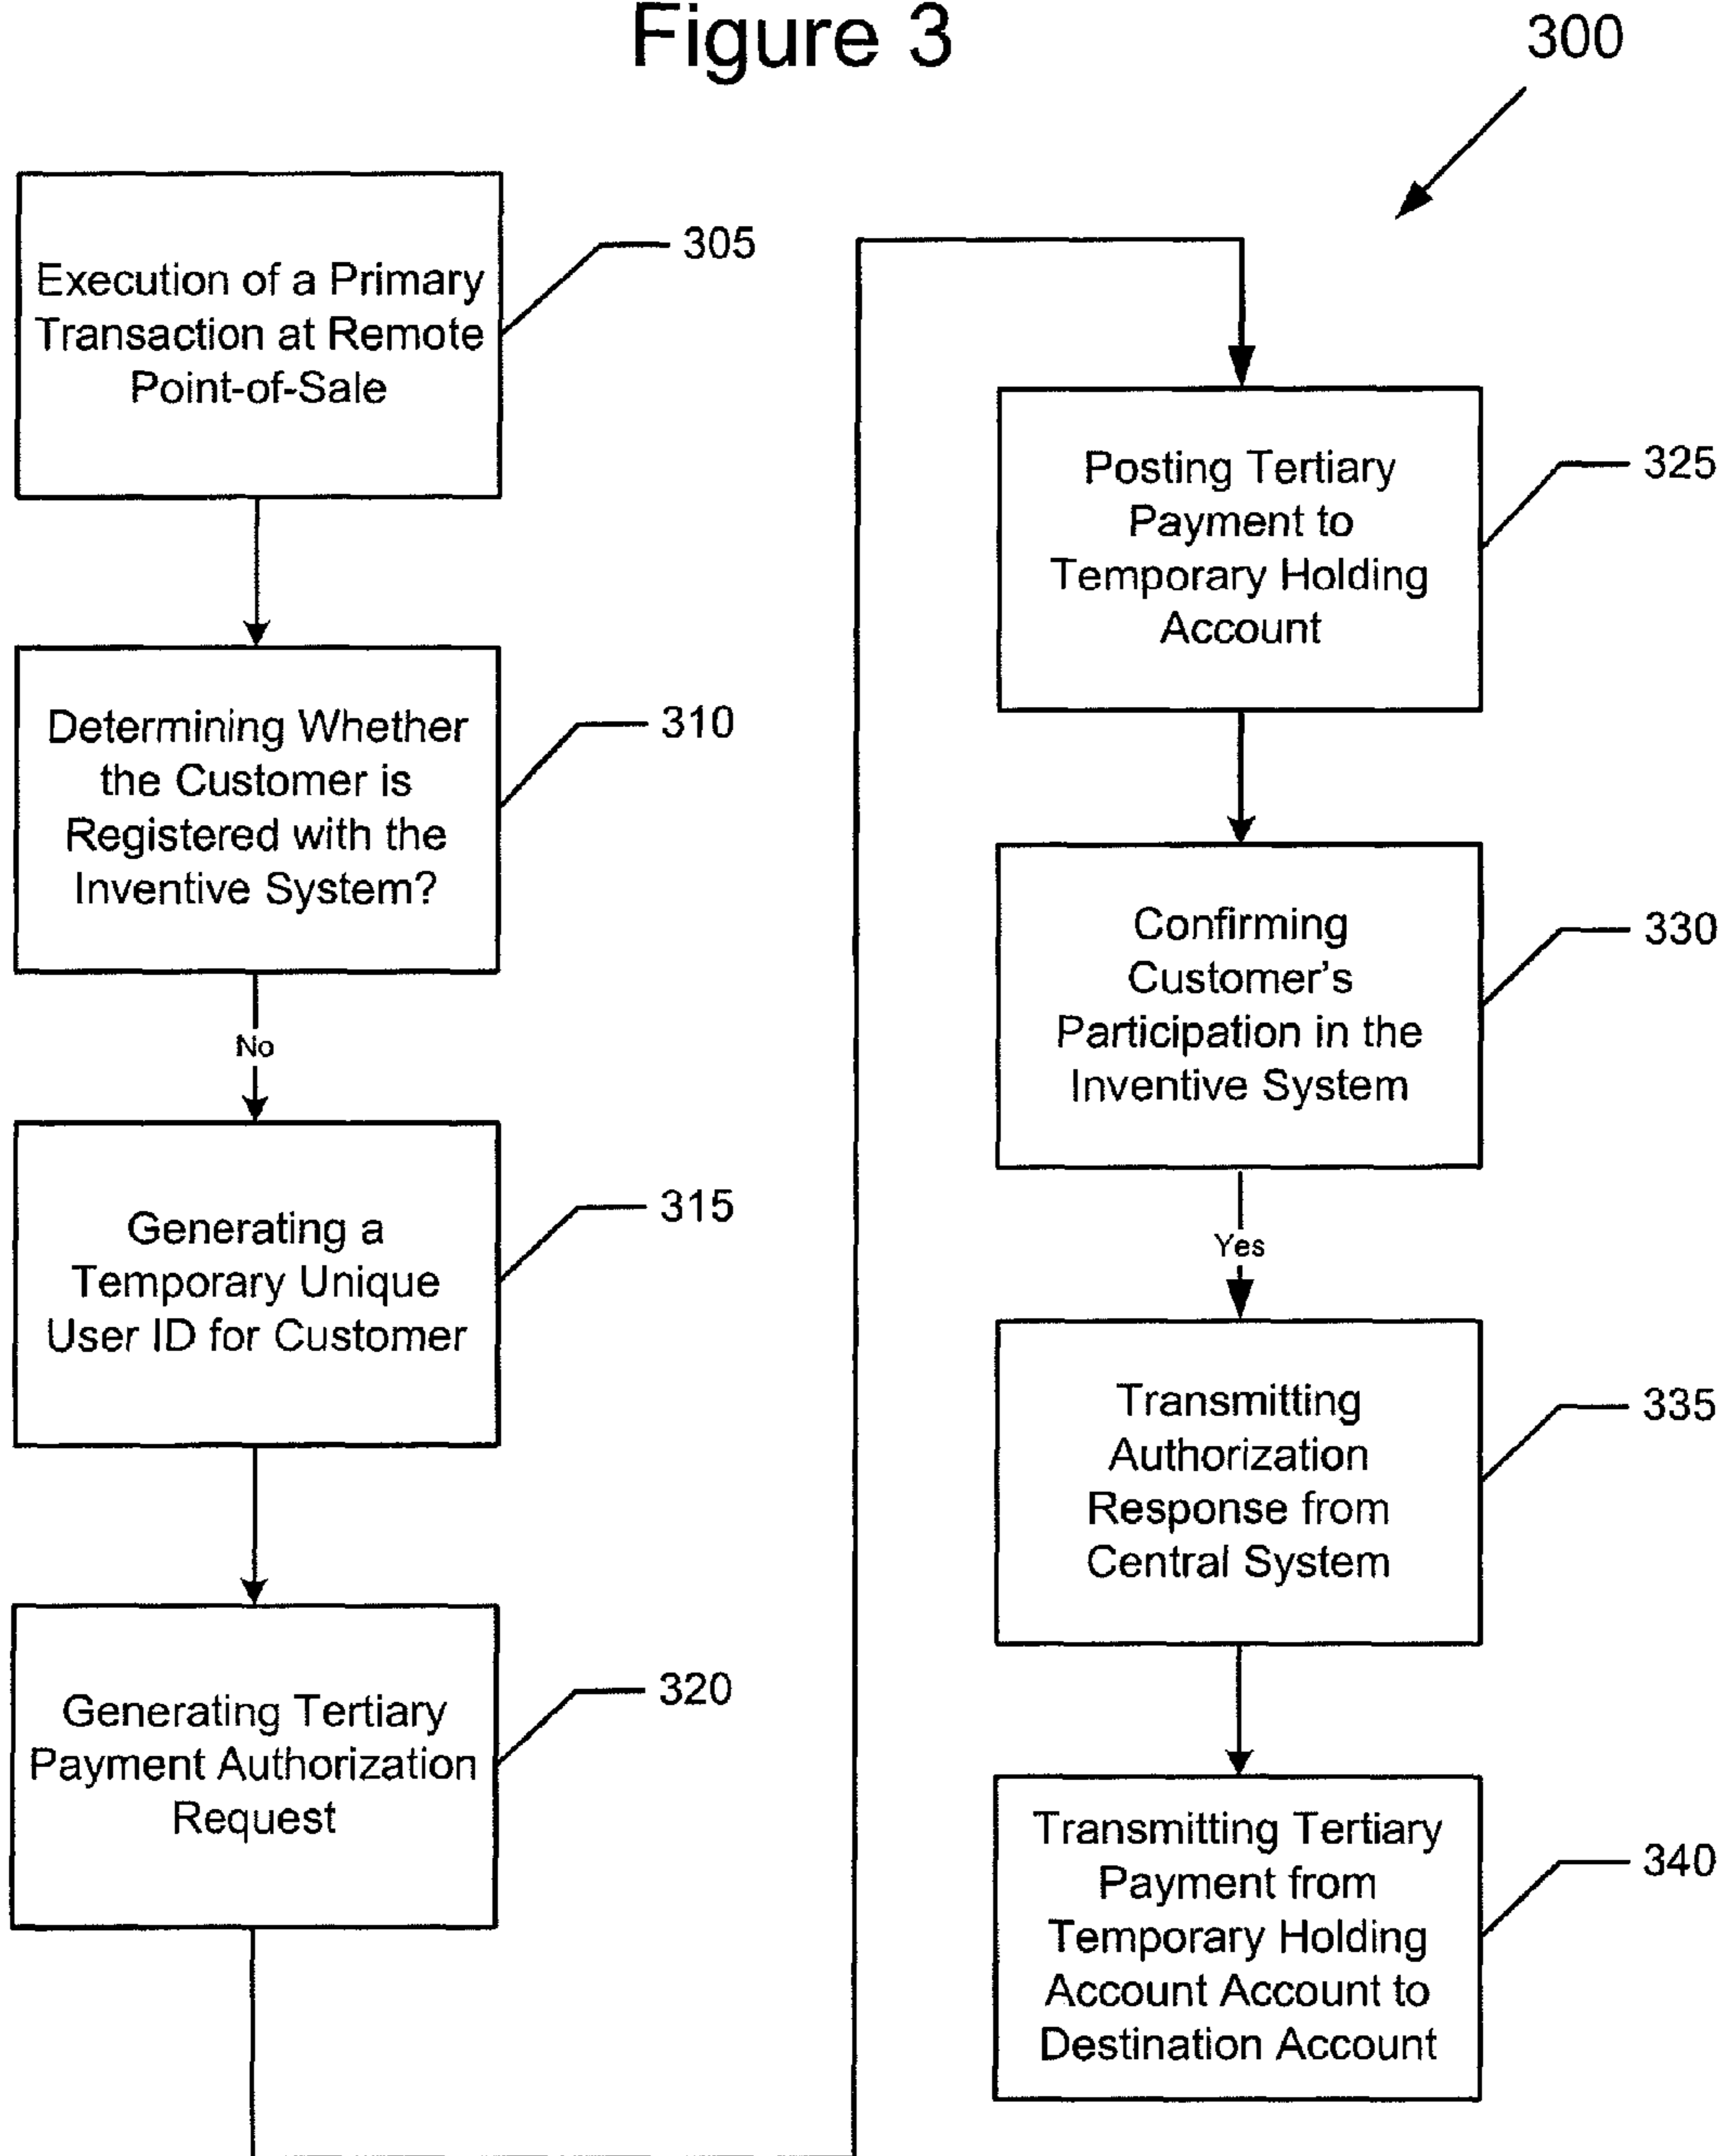 Figure 3
300
Execution of a Primary
Transaction at Remote
Point-of-Sale
305
Determining Whether
the Customer is
Registered with the
Inventive System?
310
No
Generating a
Temporary Unique
User ID for Customer
315
Generating Tertiary
Payment Authorization
Request
320
Posting Tertiary
Payment to
Temporary Holding
Account
325
Confirming
Customer's
Participation in the
Inventive System
330
Yes
Transmitting
Authorization
Response from
Central System
335
Transmitting Tertiary
Payment from
Temporary Holding
Account Account to
Destination Account
340